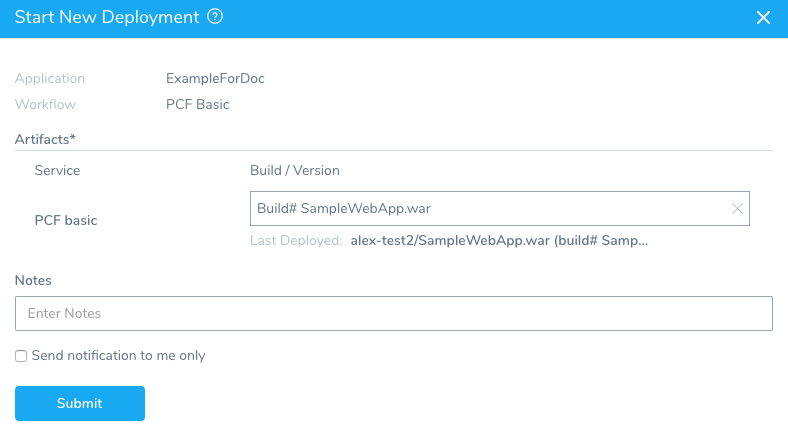 Start New Deployment ?
Application ExampleForDoc
Workflow PCF Basic
Artifacts*
Service Build / Version
PCF basic Build# SampleWebApp.war
Last Deployed: alex-test2/SampleWebApp.war (build# Samp...
Notes
Enter Notes
Send notification to me only
Submit